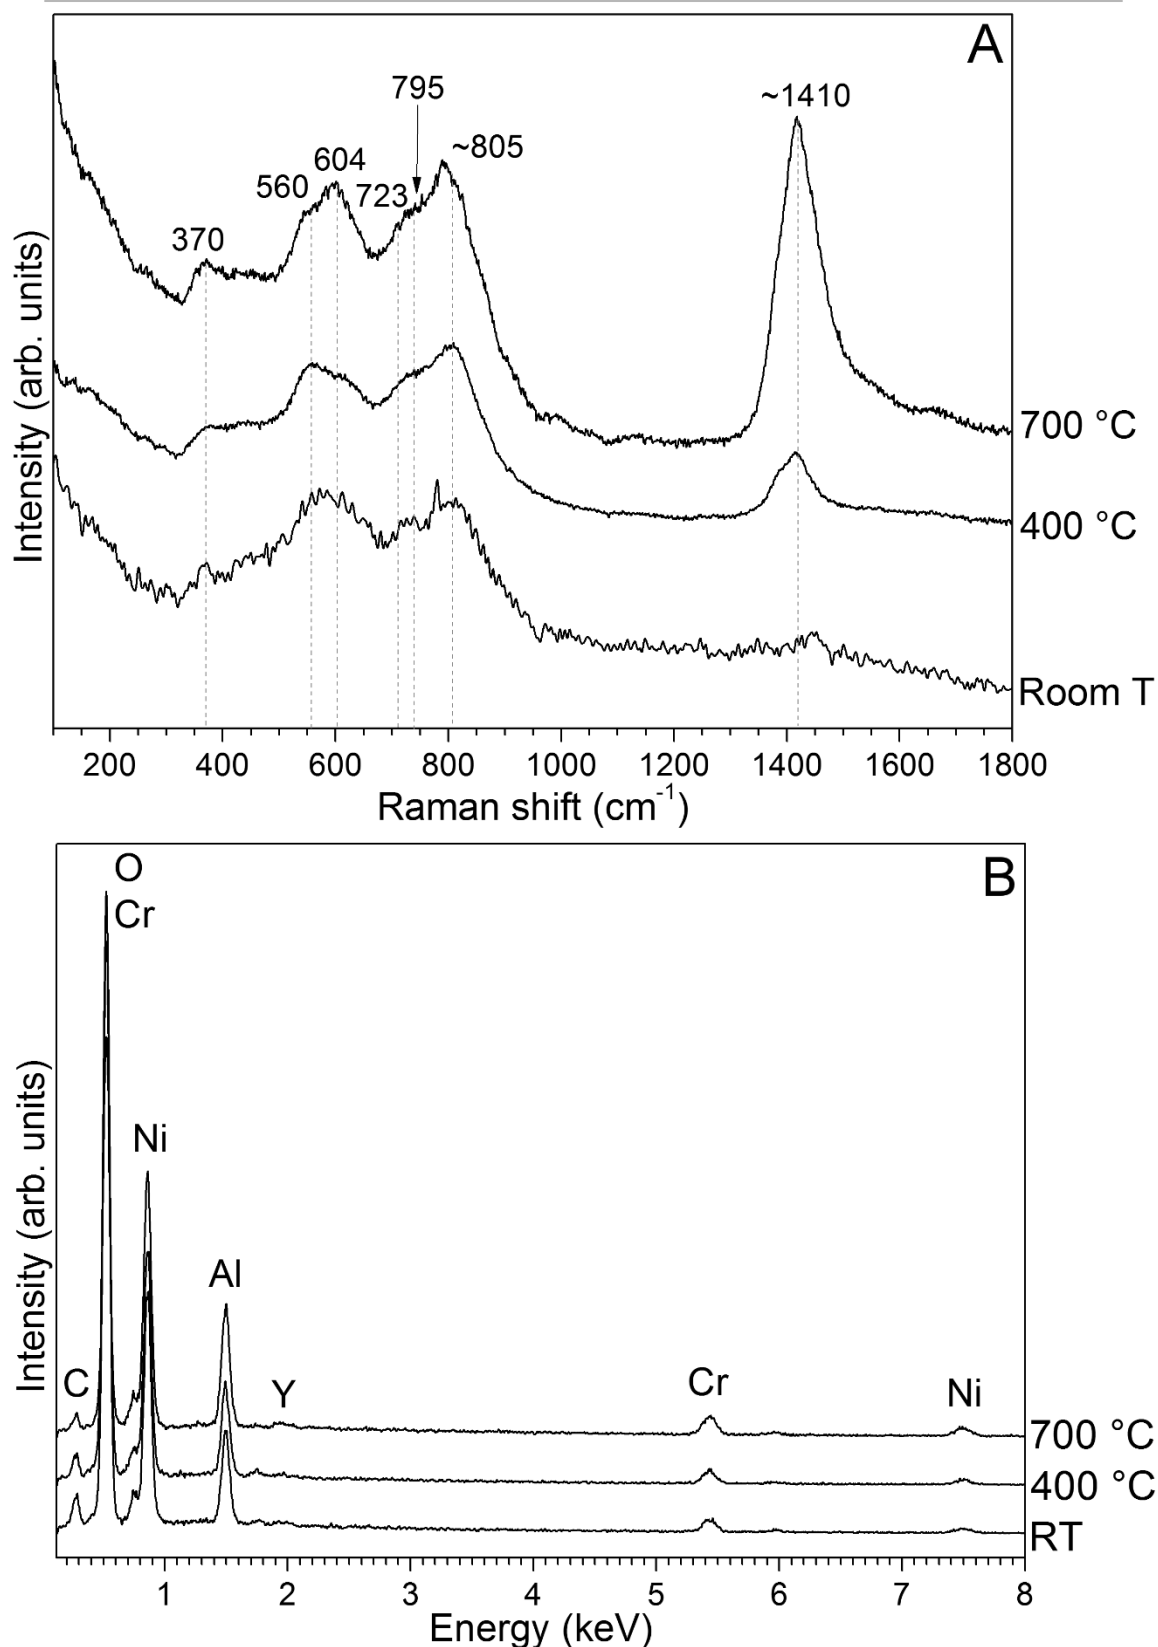 A
795
~1410
~805
604
560
723
370
700 °C
400 °C
Room T
Intensity (arb. units)
200 400 600 800 1000 1200 1400 1600 1800
Raman shift (cm-1)
B
O
Cr
Ni
Al
C
Y
Cr
Ni
700 °C
400 °C
RT
Intensity (arb. units)
1 2 3 4 5 6 7 8
Energy (keV)